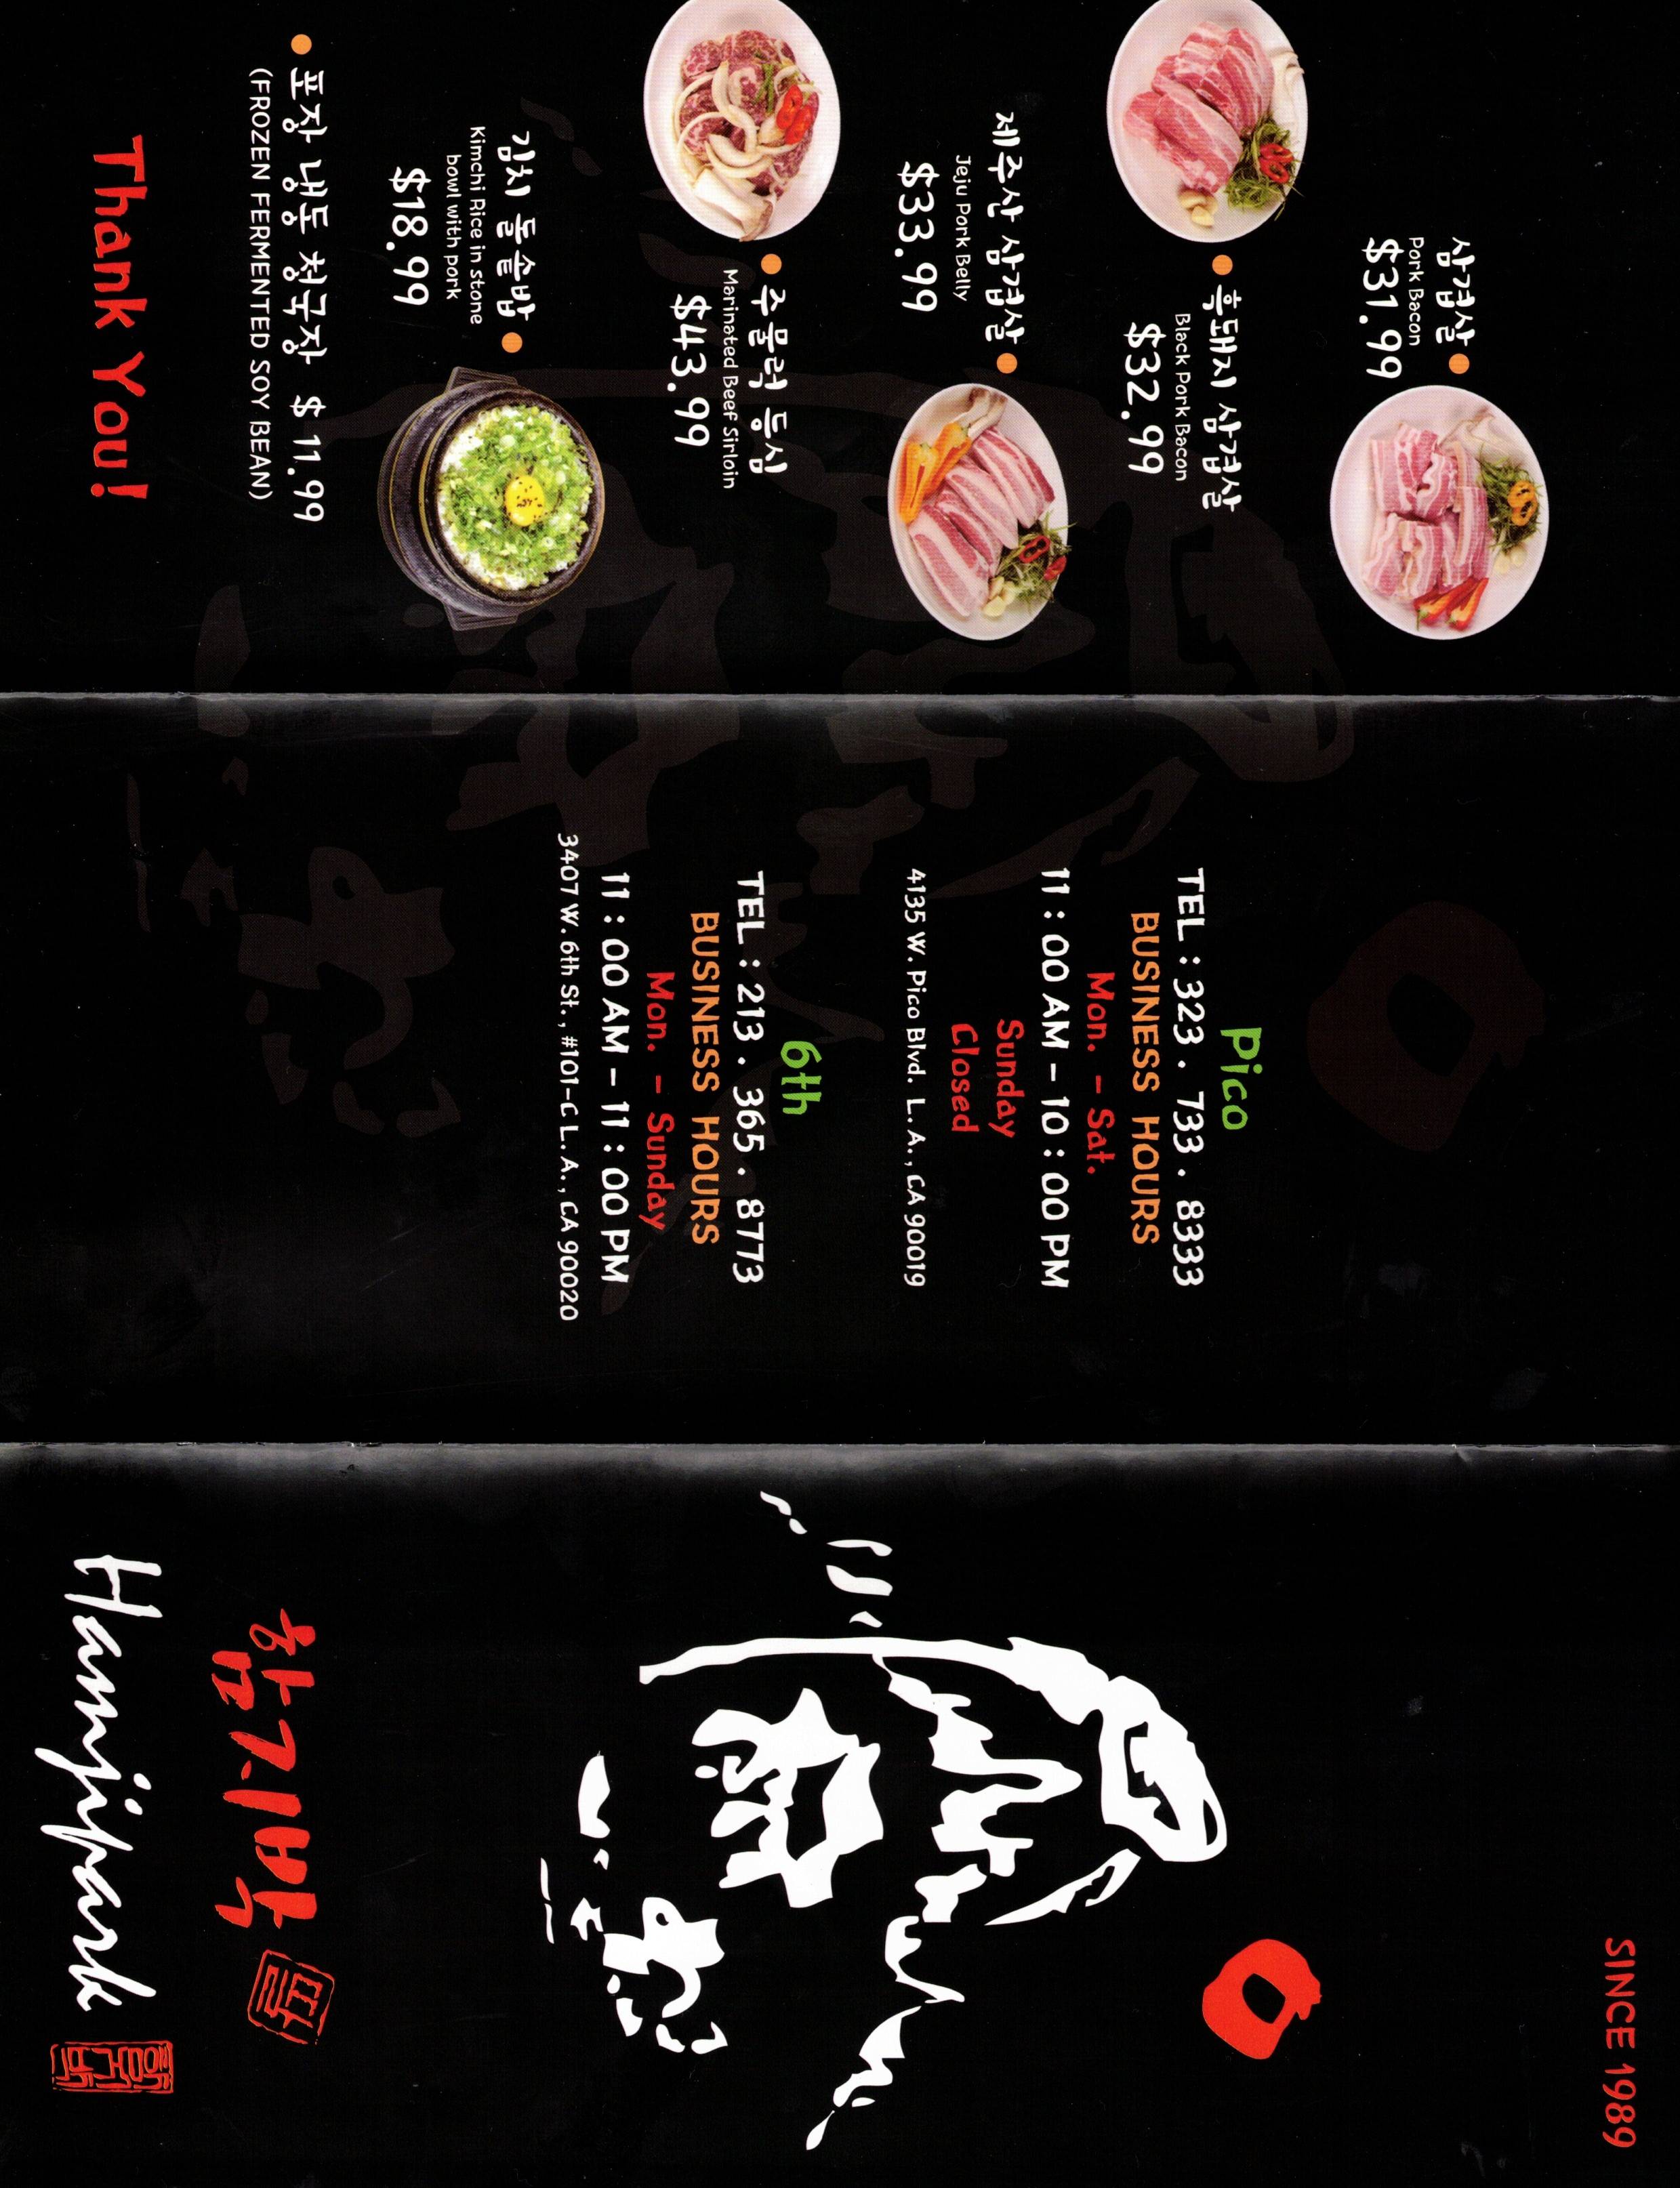 삼겹살
Pork Bacon
$31.99
흑돼지 삼겹살
Black Pork Bacon
$32.99
제주산 삼겹살
Jeju Pork Belly
$33.99
주물럭 등심
Marinated Beef Sirloin
$43.99
김치 돌솥밥
Kimchi Rice in stone
bowl with pork
$18.99
포장 냉동 청국장 $ 11.99
(FROZEN FERMENTED SOY BEAN)
Thank You!
Pico
TEL : 323 . 733 . 8333
BUSINESS HOURS
Mon. - Sat.
11 : 00 AM - 10 : 00 PM
Sunday
Closed
4135 W. Pico Blvd. L. A., CA 90019
6th
TEL : 213 . 365 . 8773
BUSINESS HOURS
Mon. - Sunday
11 : 00 AM - 11 : 00 PM
3407 W. 6th St., #101-C L. A., CA 90020
SINCE 1989
함지박 딸
Hamjipark 함지박